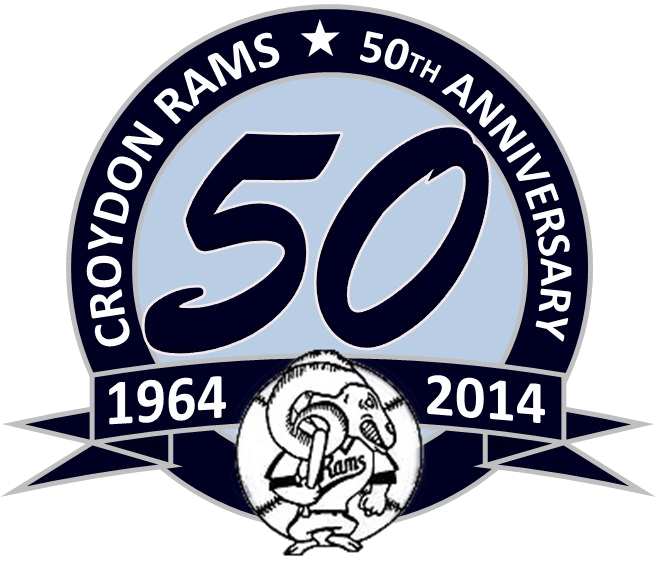 CROYDON RAMS ★ 50TH ANNIVERSARY
50
1964 2014
Rams